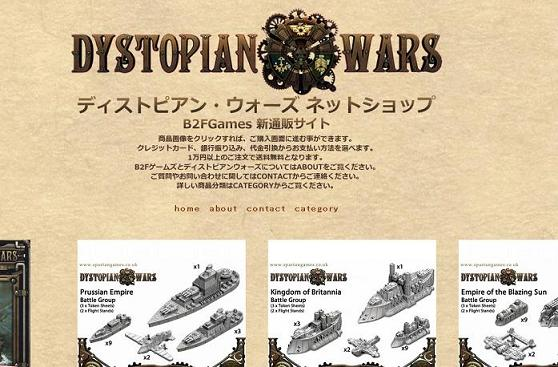 DYSTOPIAN WARS
ディストピアン・ウォーズ ネットショップ
B2FGames 新通販サイト
商品画像をクリックすれば、ご購入画面に進む事ができます。
クレジットカード、銀行振り込み、代金引換からお支払い方法を選べます。
1万円以上のご注文で送料無料となります。
B2FゲームズとディストピアンウォーズについてはABOUTをご覧ください。
ご質問やお問い合わせに関してはCONTACTからご連絡ください。
詳しい商品分類はCATEGORYからご覧ください。
home about contact category
WARS
www.spartangames.co.uk
DYSTOPIAN WARS
Prussian Empire
Battle Group
(3 x Token Sheets)
(2 x Flight Stands)
x1
x9
x2
x3
www.spartangames.co.uk
DYSTOPIAN WARS
Kingdom of Britannia
Battle Group
(3 x Token Sheets)
(2 x Flight Stands)
x1
x3
x2
x9
www.spartangames.co.uk
DYSTOPIAN WARS
Empire of the Blazing Sun
Battle Group
(3 x Token Sheets)
(2 x Flight Stands)
x9
x2